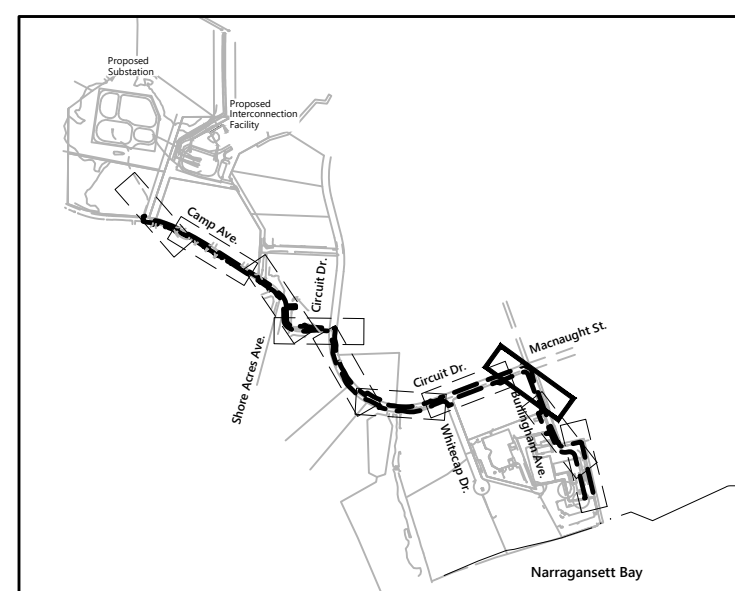 Proposed
Substation
Proposed
Interconnection
Facility
Camp Ave.
Circuit Dr.
Shore Acres Ave.
Macnaught St.
Circuit Dr.
Burlingham Ave.
Whitecap Dr.
Narragansett Bay